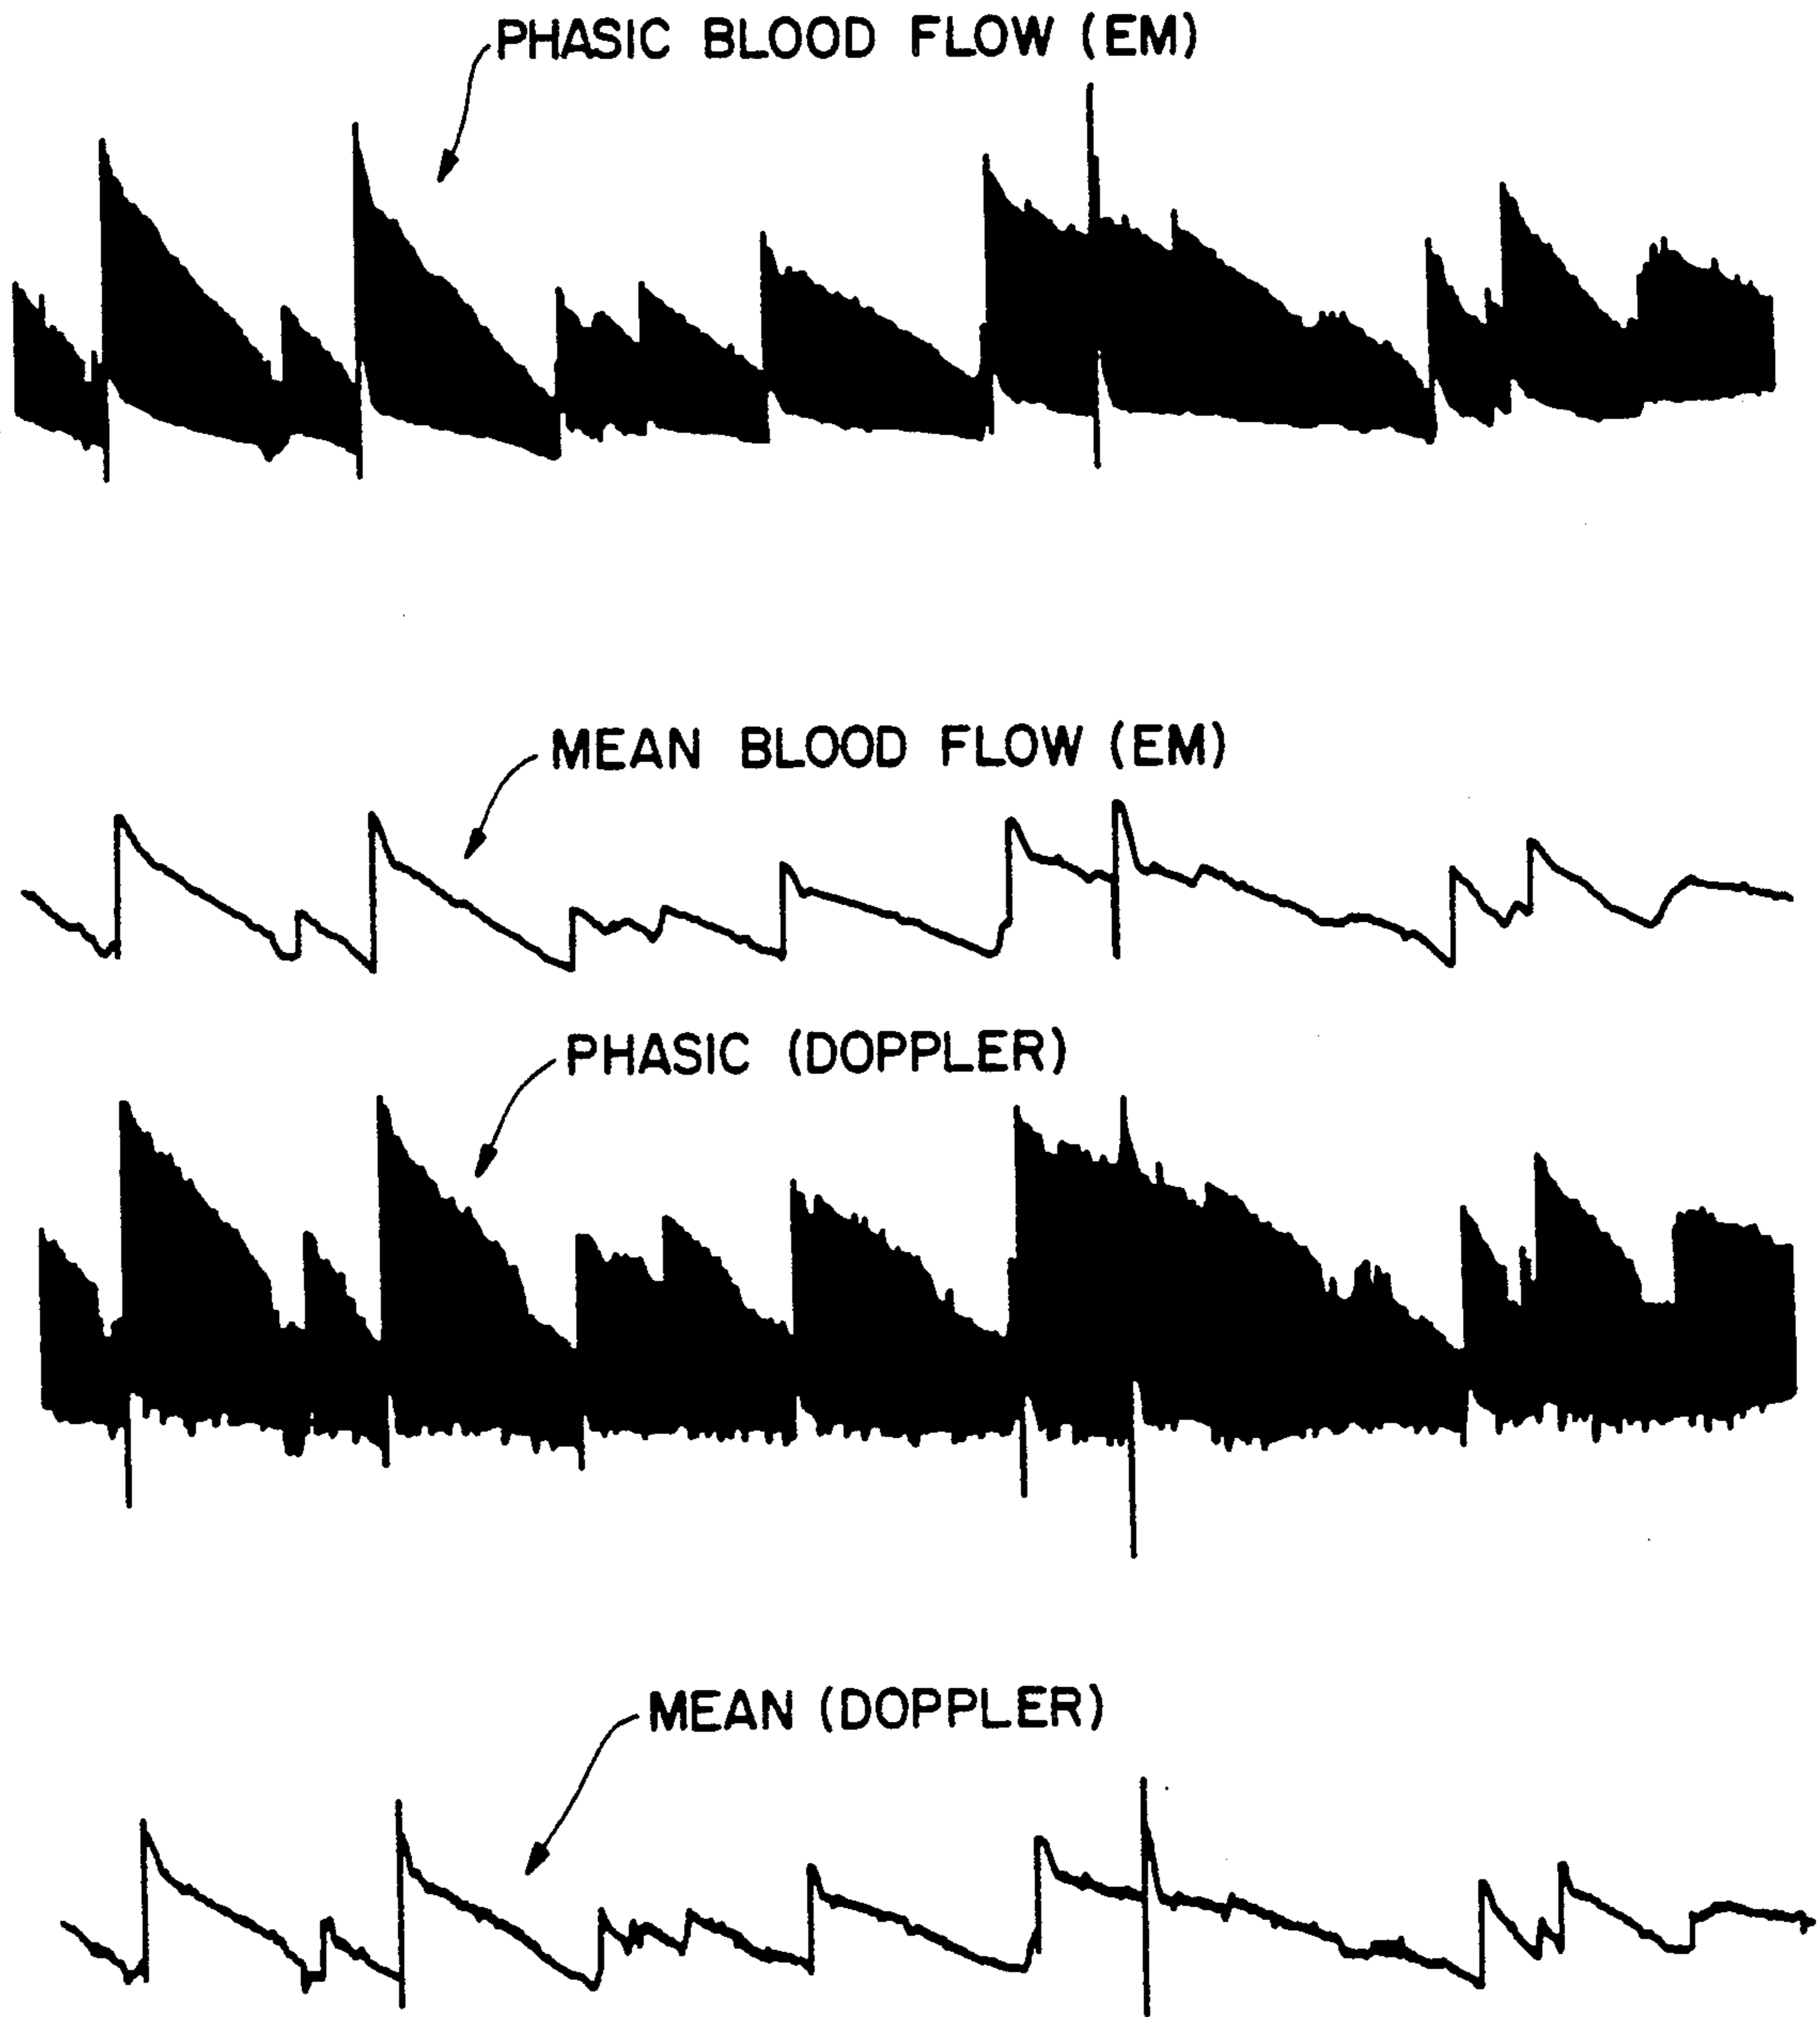 PHASIC BLOOD FLOW (EM)
MEAN BLOOD FLOW (EM)
PHASIC (DOPPLER)
MEAN (DOPPLER)